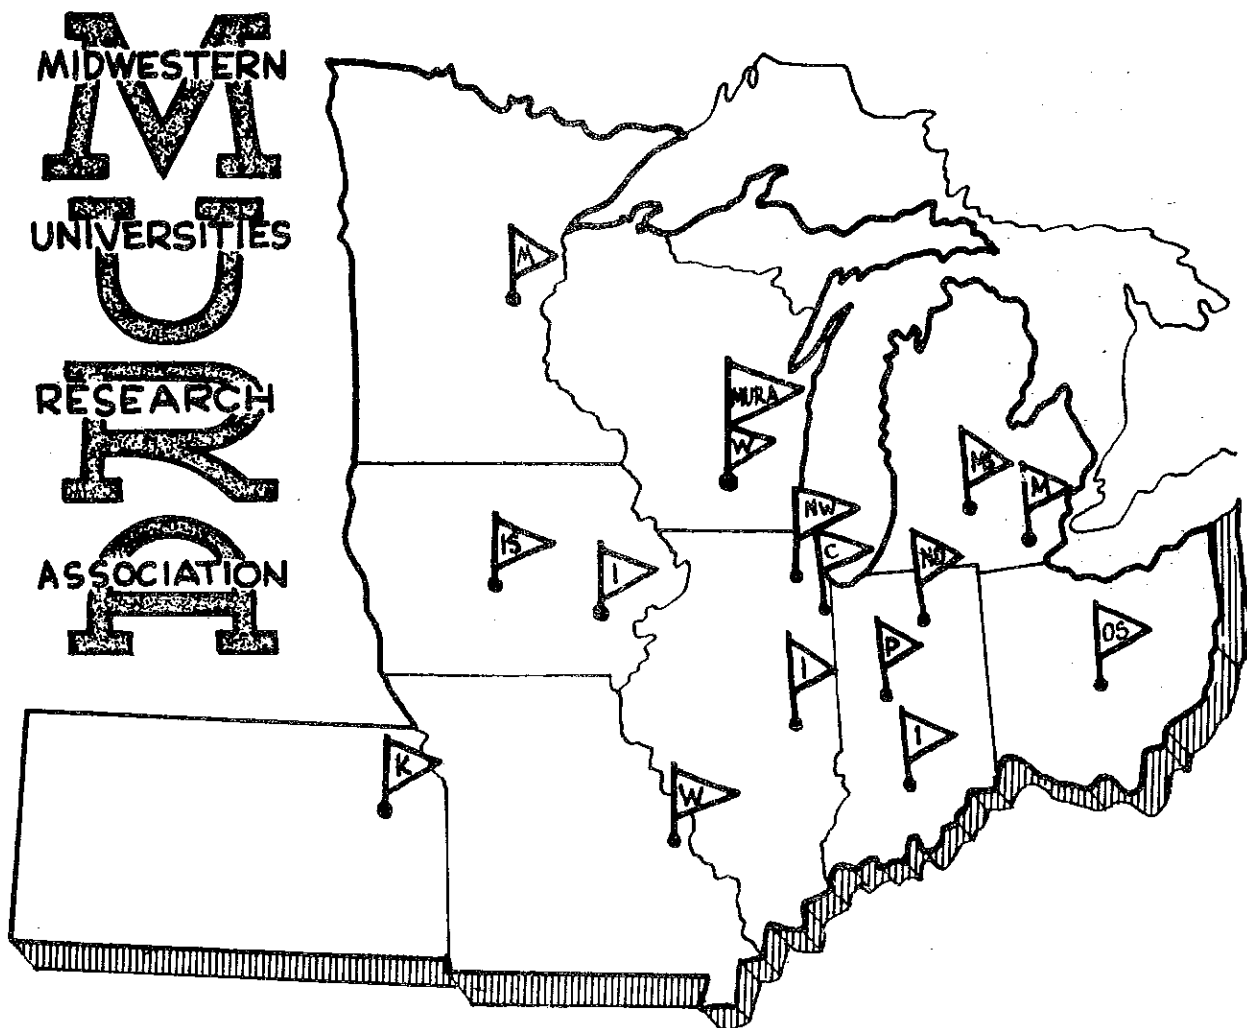 MIDWESTERN
UNIVERSITIES
RESEARCH
ASSOCIATION
M
U
R
A
M
MURA
W
MS
M
NW
C
ND
IS
I
I
P
OS
I
K
W